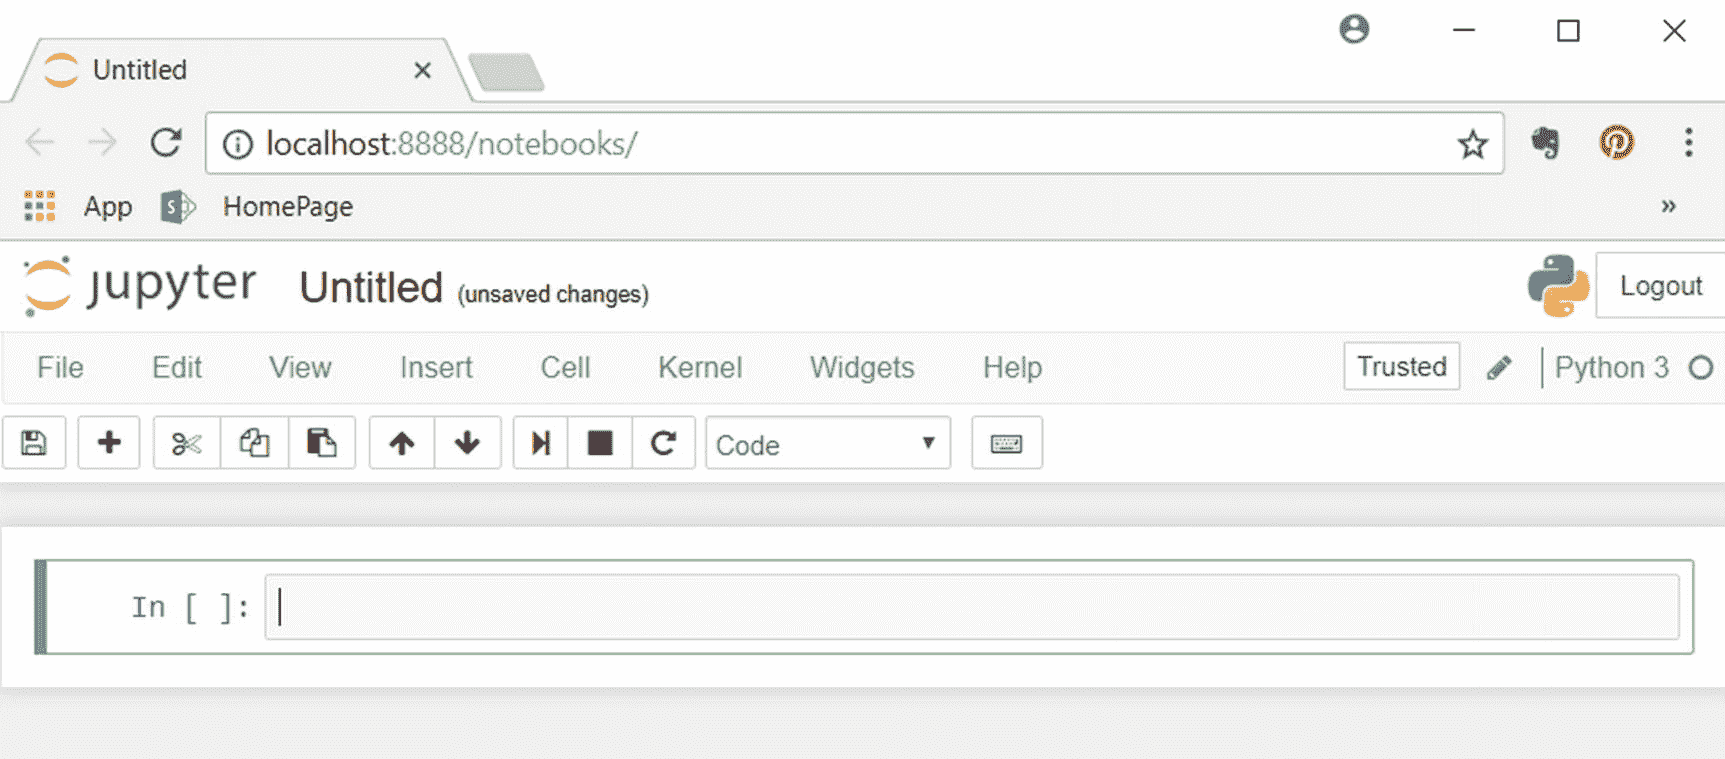 Untitled
localhost:8888/notebooks/
App HomePage
jupyter Untitled (unsaved changes) Logout
File Edit View Insert Cell Kernel Widgets Help Trusted Python 3
Code
In [ ]: